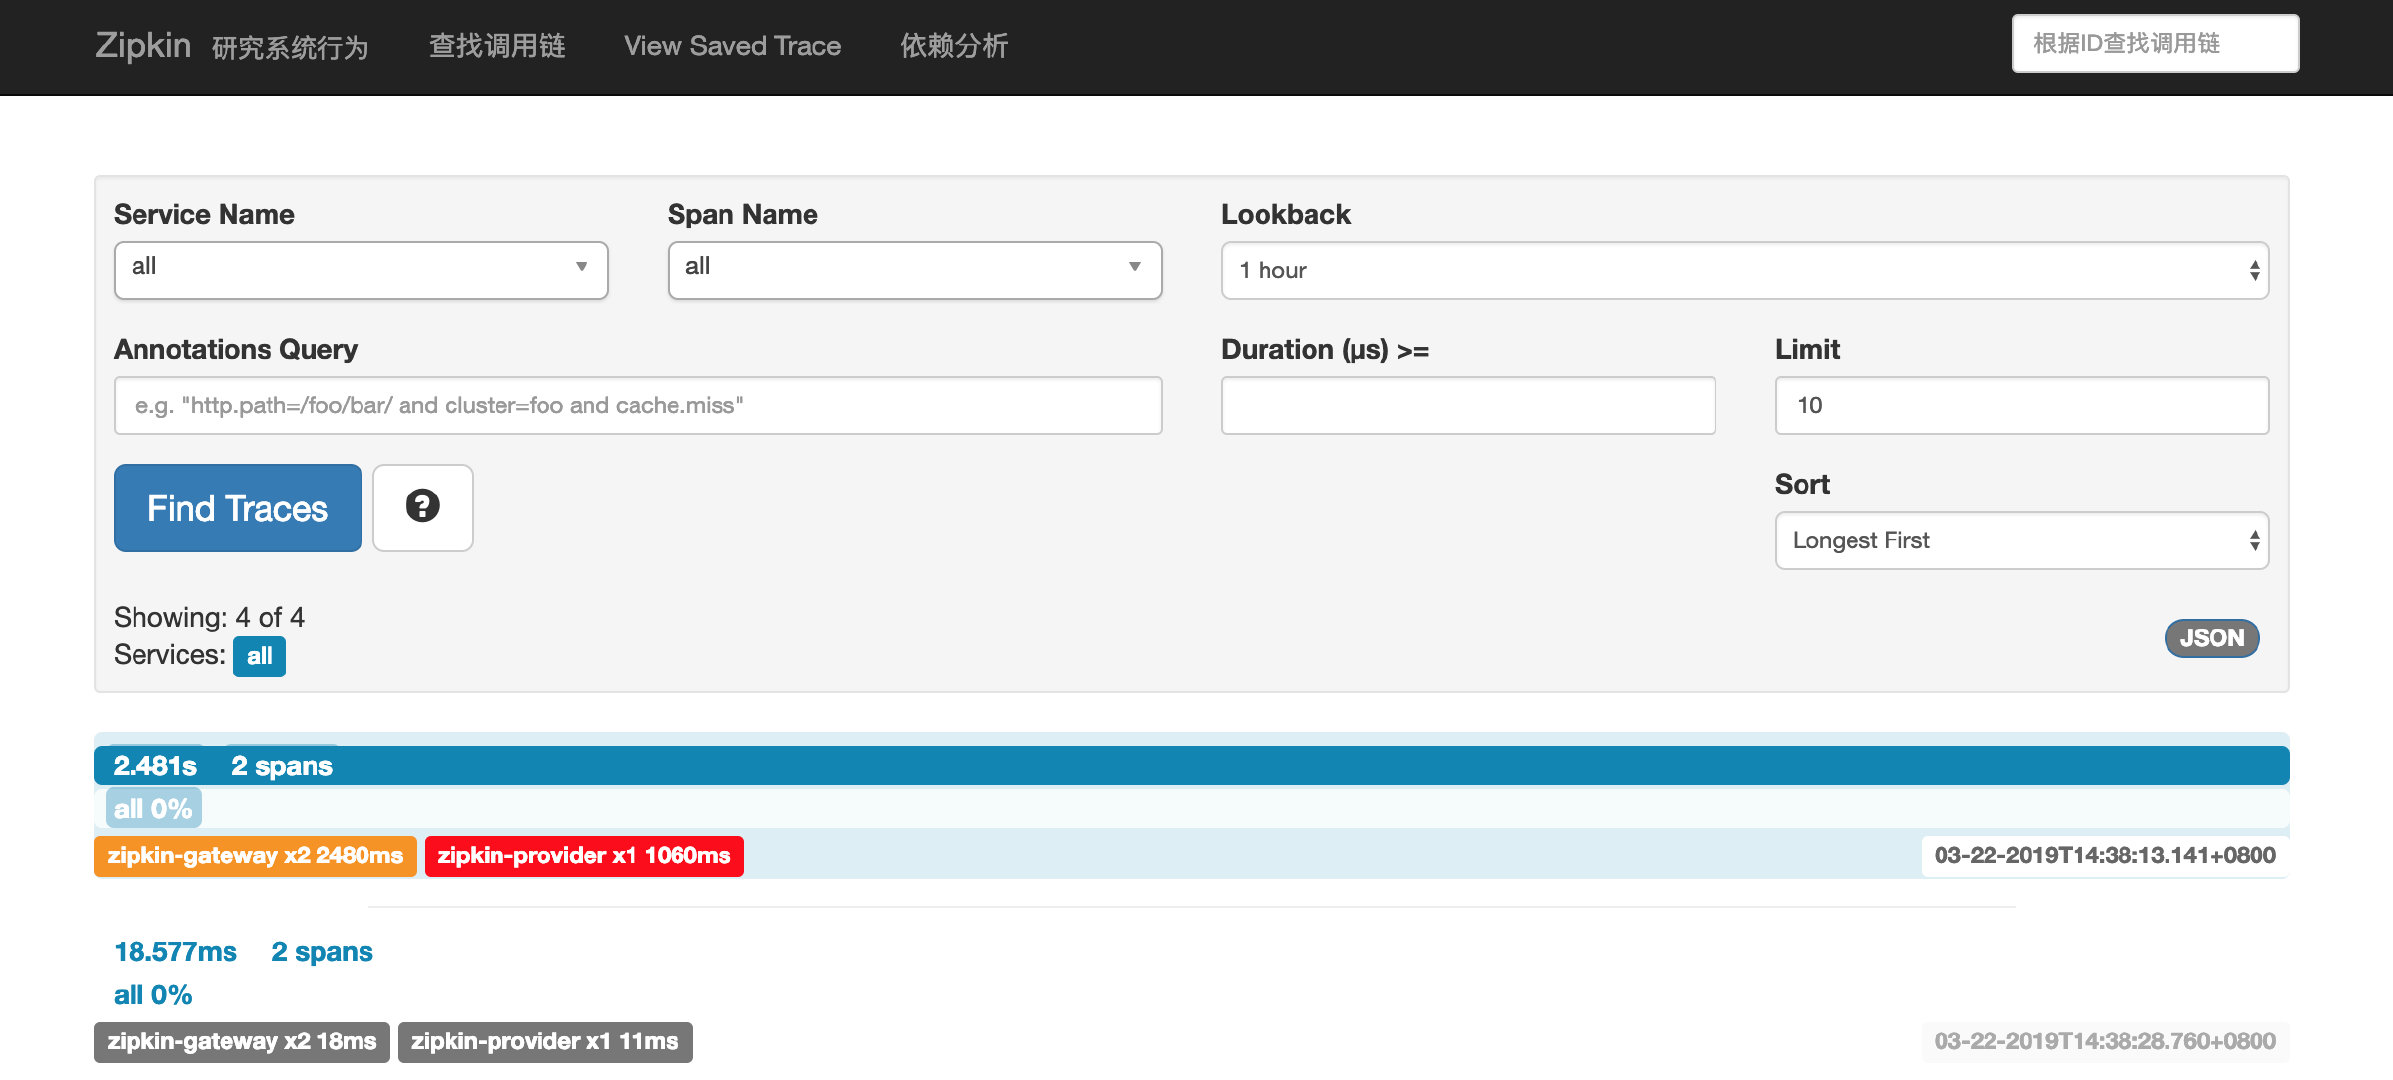 Zipkin 研究系统行为 查找调用链 View Saved Trace 依赖分析 根据ID查找调用链
Service Name Span Name Lookback
all all 1 hour
Annotations Query Duration (μs) >= Limit
e.g. "http.path=/foo/bar/ and cluster=foo and cache.miss" 10
Find Traces ?
Sort
Longest First
Showing: 4 of 4
Services: all
JSON
2.481s 2 spans
all 0%
zipkin-gateway x2 2480ms zipkin-provider x1 1060ms 03-22-2019T14:38:13.141+0800
18.577ms 2 spans
all 0%
zipkin-gateway x2 18ms zipkin-provider x1 11ms 03-22-2019T14:38:28.760+0800